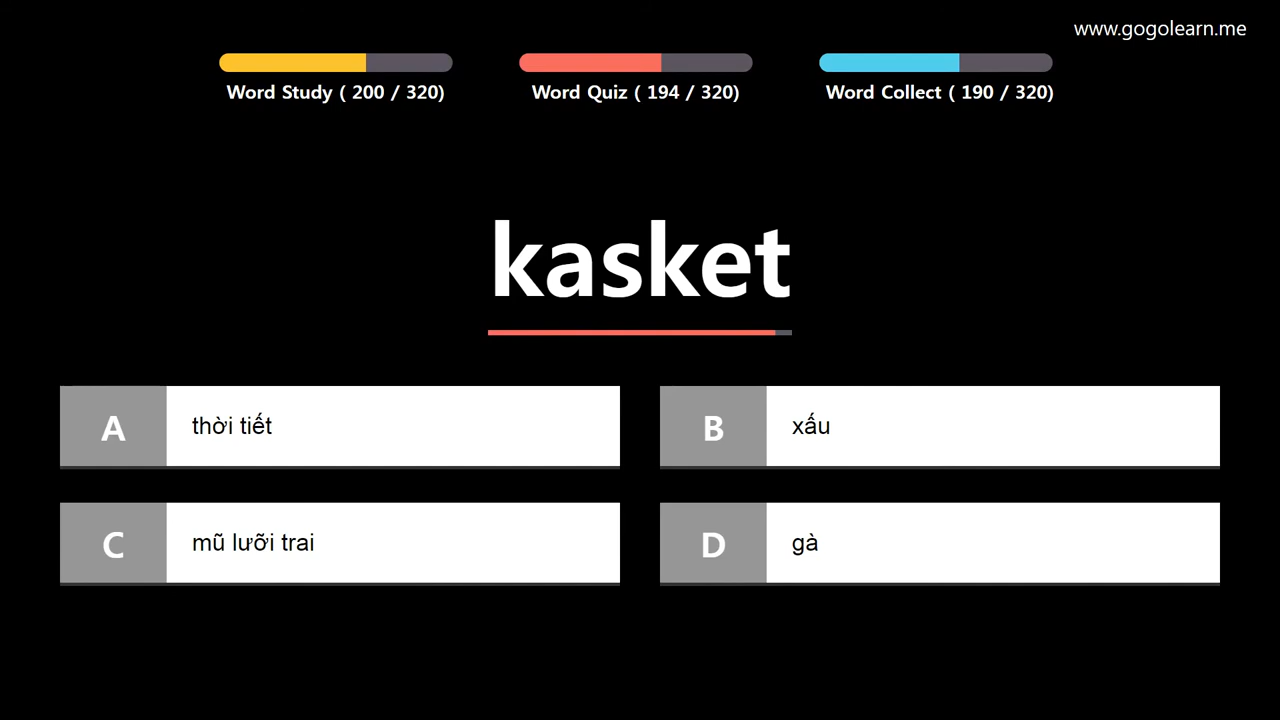 www.gogolearn.me
Word Study ( 200 / 320)
Word Quiz ( 194 / 320)
Word Collect ( 190 / 320)
kasket
A thời tiết
B xấu
C mũ lưỡi trai
D gà